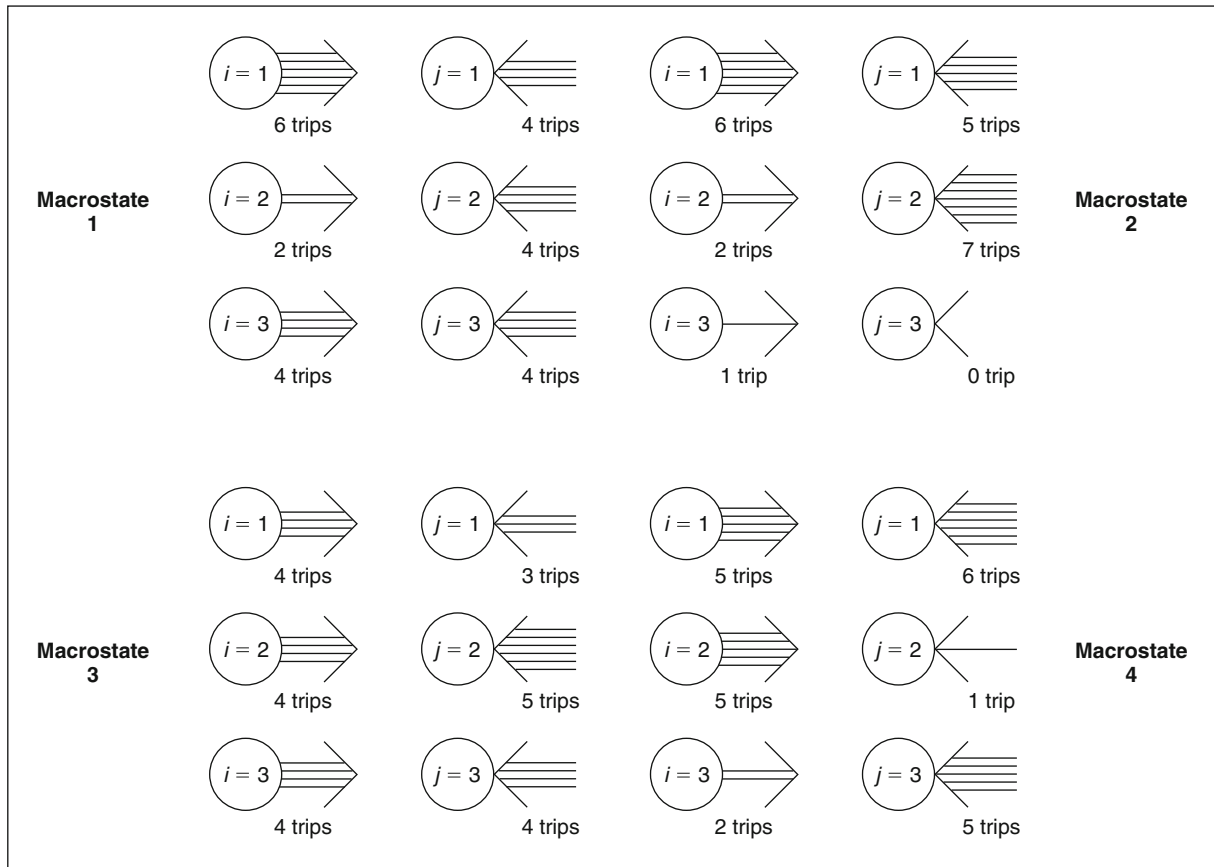 i = 1 j = 1 i = 1 j = 1
6 trips 4 trips 6 trips 5 trips
Macrostate 1 i = 2 j = 2 i = 2 j = 2 Macrostate 2
2 trips 4 trips 2 trips 7 trips
i = 3 j = 3 i = 3 j = 3
4 trips 4 trips 1 trip 0 trip
i = 1 j = 1 i = 1 j = 1
4 trips 3 trips 5 trips 6 trips
Macrostate 3 i = 2 j = 2 i = 2 j = 2 Macrostate 4
4 trips 5 trips 5 trips 1 trip
i = 3 j = 3 i = 3 j = 3
4 trips 4 trips 2 trips 5 trips